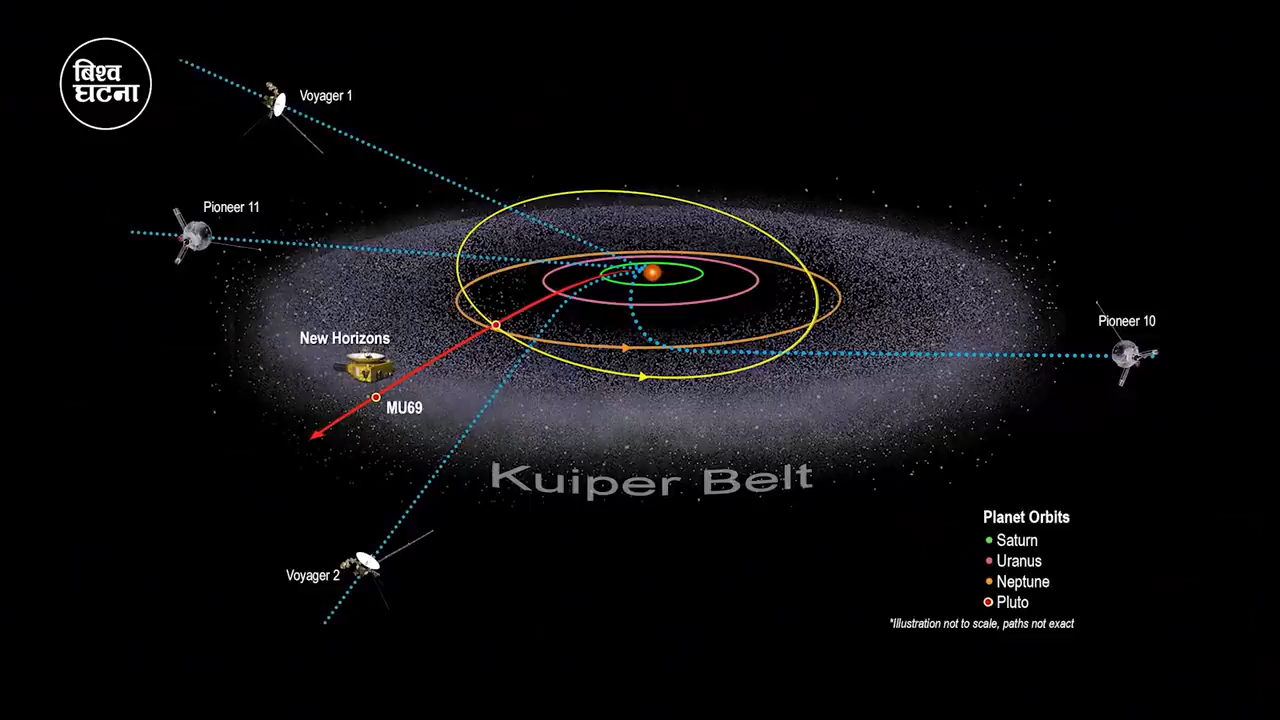 बिश्व
घटना
Voyager 1
Pioneer 11
Pioneer 10
New Horizons
MU69
Kuiper Belt
Voyager 2
Planet Orbits
Saturn
Uranus
Neptune
Pluto
*Illustration not to scale, paths not exact